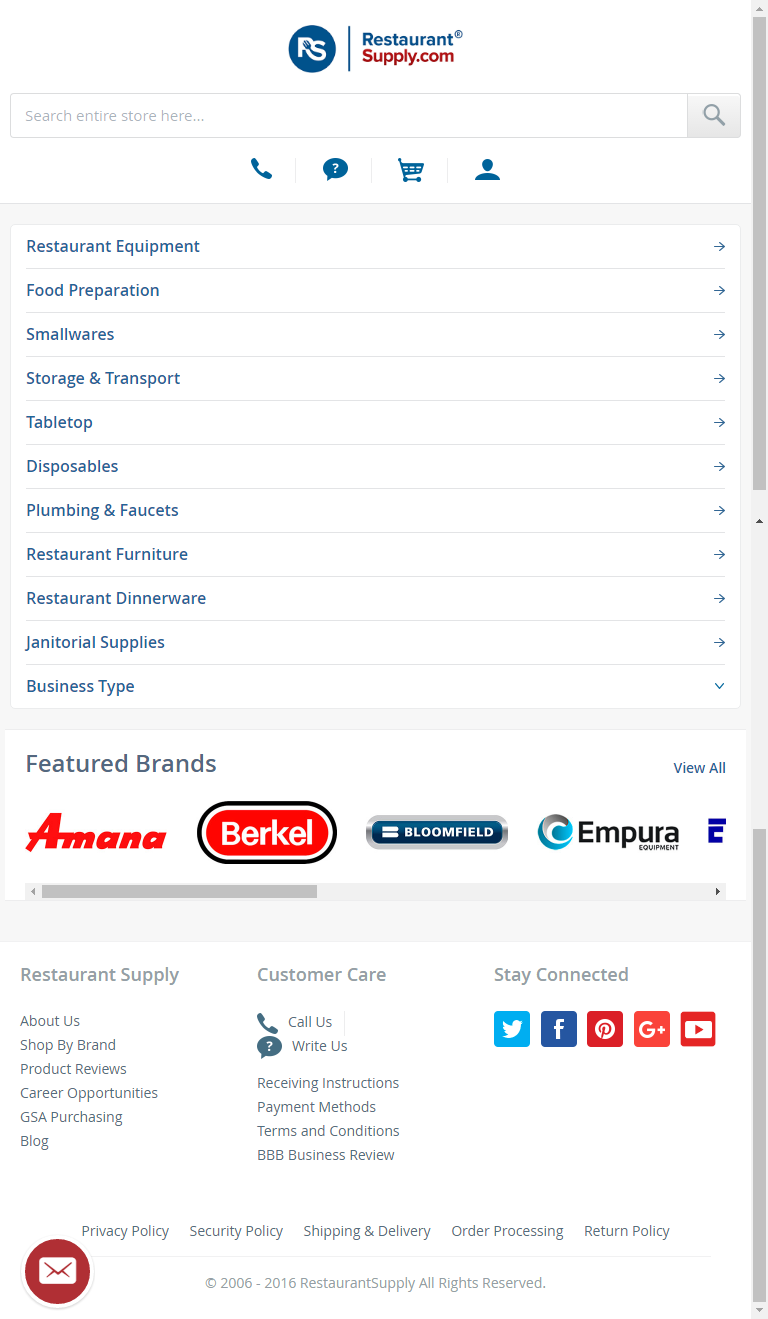 RS
Restaurant®
Supply.com
Search entire store here...
?
Restaurant Equipment
Food Preparation
Smallwares
Storage & Transport
Tabletop
Disposables
Plumbing & Faucets
Restaurant Furniture
Restaurant Dinnerware
Janitorial Supplies
Business Type
Featured Brands
View All
Amana
Berkel
BLOOMFIELD
Empura
EQUIPMENT
E
Restaurant Supply
Customer Care
Stay Connected
About Us
Shop By Brand
Product Reviews
Career Opportunities
GSA Purchasing
Blog
Call Us
? Write Us
Receiving Instructions
Payment Methods
Terms and Conditions
BBB Business Review
f
G+
Privacy Policy Security Policy Shipping & Delivery Order Processing Return Policy
© 2006 - 2016 RestaurantSupply All Rights Reserved.